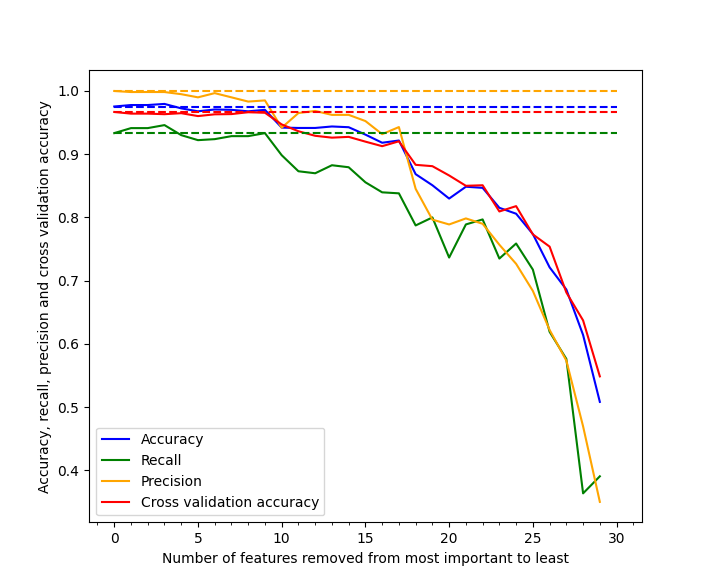 Accuracy, recall, precision and cross validation accuracy
1.0
0.9
0.8
0.7
0.6
0.5
0.4
Accuracy
Recall
Precision
Cross validation accuracy
0 5 10 15 20 25 30
Number of features removed from most important to least